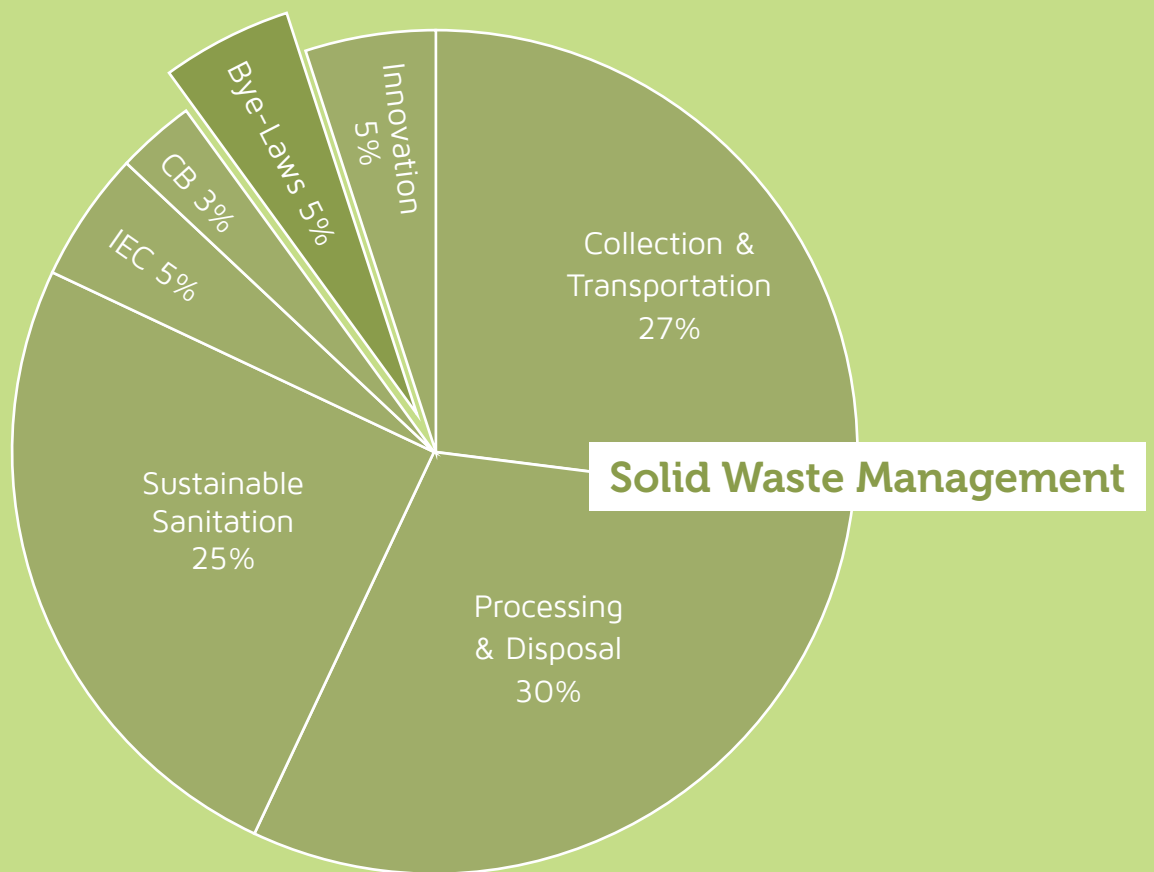 Innovation
5%
Bye-Laws 5%
CB 3%
IEC 5%
Collection &
Transportation
27%
Solid Waste Management
Sustainable
Sanitation
25%
Processing
& Disposal
30%